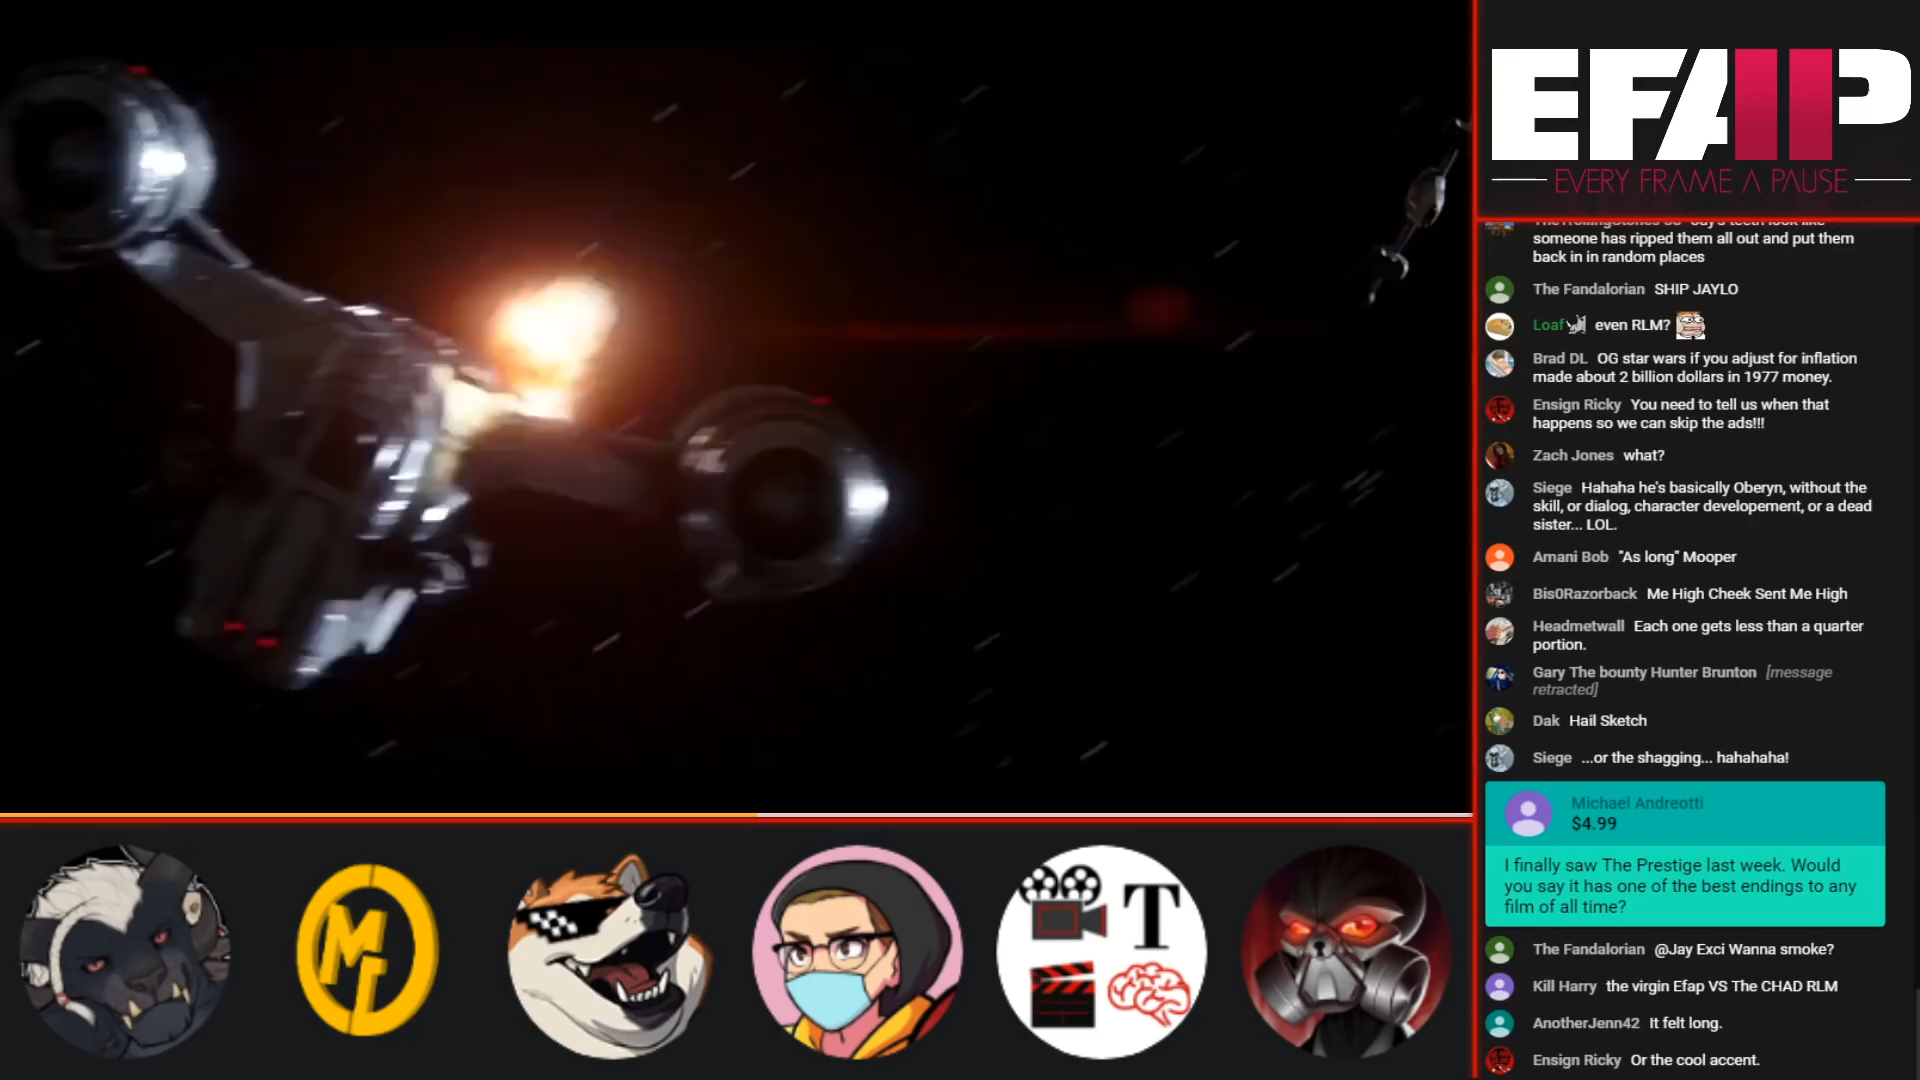 EFAP
EVERY FRAME A PAUSE
someone has ripped them all out and put them
back in in random places
The Fandalorian SHIP JAYLO
Loaf even RLM?
Brad DL OG star wars if you adjust for inflation
made about 2 billion dollars in 1977 money.
Ensign Ricky You need to tell us when that
happens so we can skip the ads!!!
Zach Jones what?
Siege Hahaha he's basically Oberyn, without the
skill, or dialog, character developement, or a dead
sister... LOL.
Amani Bob "As long" Mooper
Bis0Razorback Me High Cheek Sent Me High
Headmetwall Each one gets less than a quarter
portion.
Gary The bounty Hunter Brunton [message
retracted]
Dak Hail Sketch
Siege ...or the shagging... hahahaha!
Michael Andreotti
$4.99
I finally saw The Prestige last week. Would
you say it has one of the best endings to any
film of all time?
The Fandalorian @Jay Exci Wanna smoke?
Kill Harry the virgin Efap VS The CHAD RLM
AnotherJenn42 It felt long.
Ensign Ricky Or the cool accent.
T